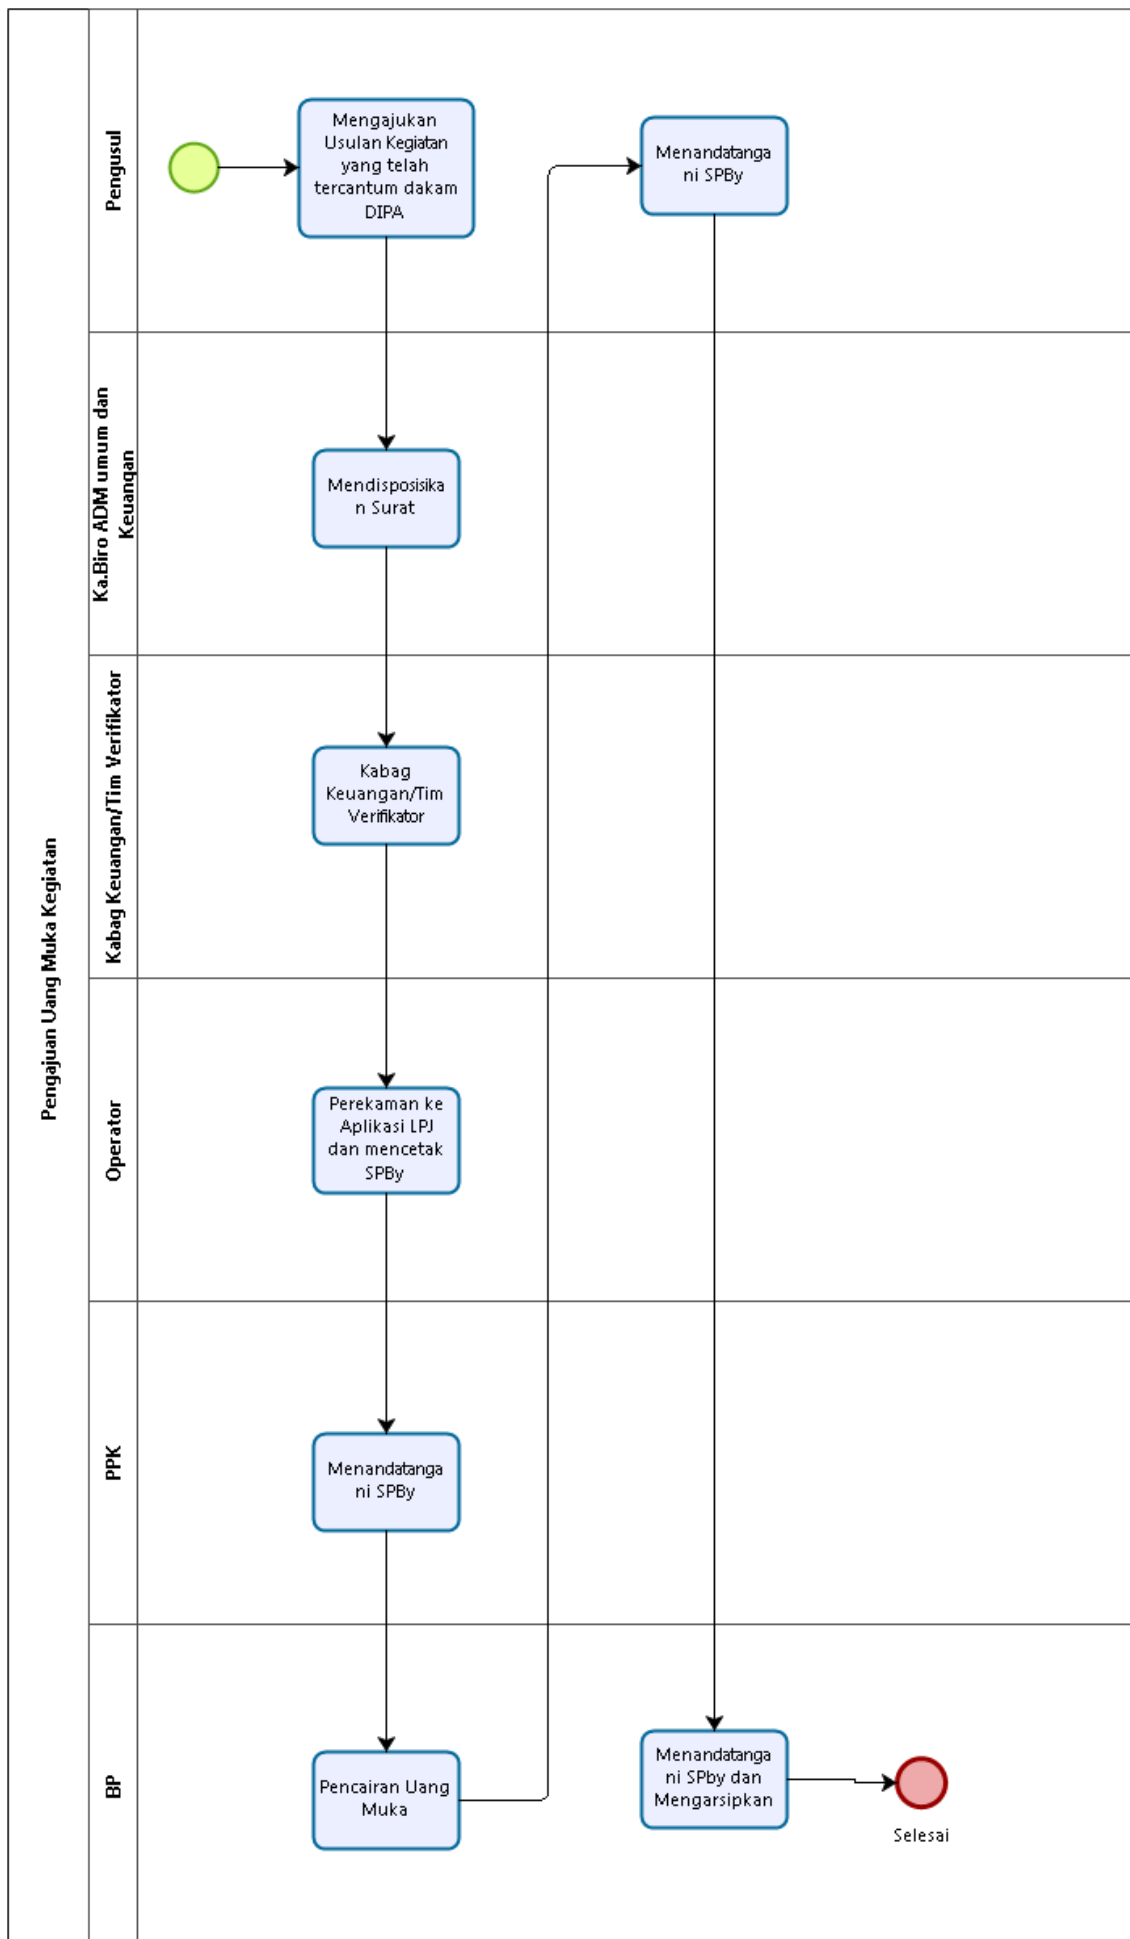 Pengajuan Uang Muka Kegiatan
Pengusul
Mengajukan
Usulan Kegiatan
yang telah
tercantum dakam
DIPA
Menandatanga
ni SPBy
Ka.Biro ADM umum dan
Keuangan
Mendisposisika
n Surat
Kabag Keuangan/Tim Verifikator
Kabag
Keuangan/Tim
Verifikator
Operator
Perekaman ke
Aplikasi LPJ
dan mencetak
SPBy
PPK
Menandatanga
ni SPBy
BP
Pencairan Uang
Muka
Menandatanga
ni SPby dan
Mengarsipkan
Selesai